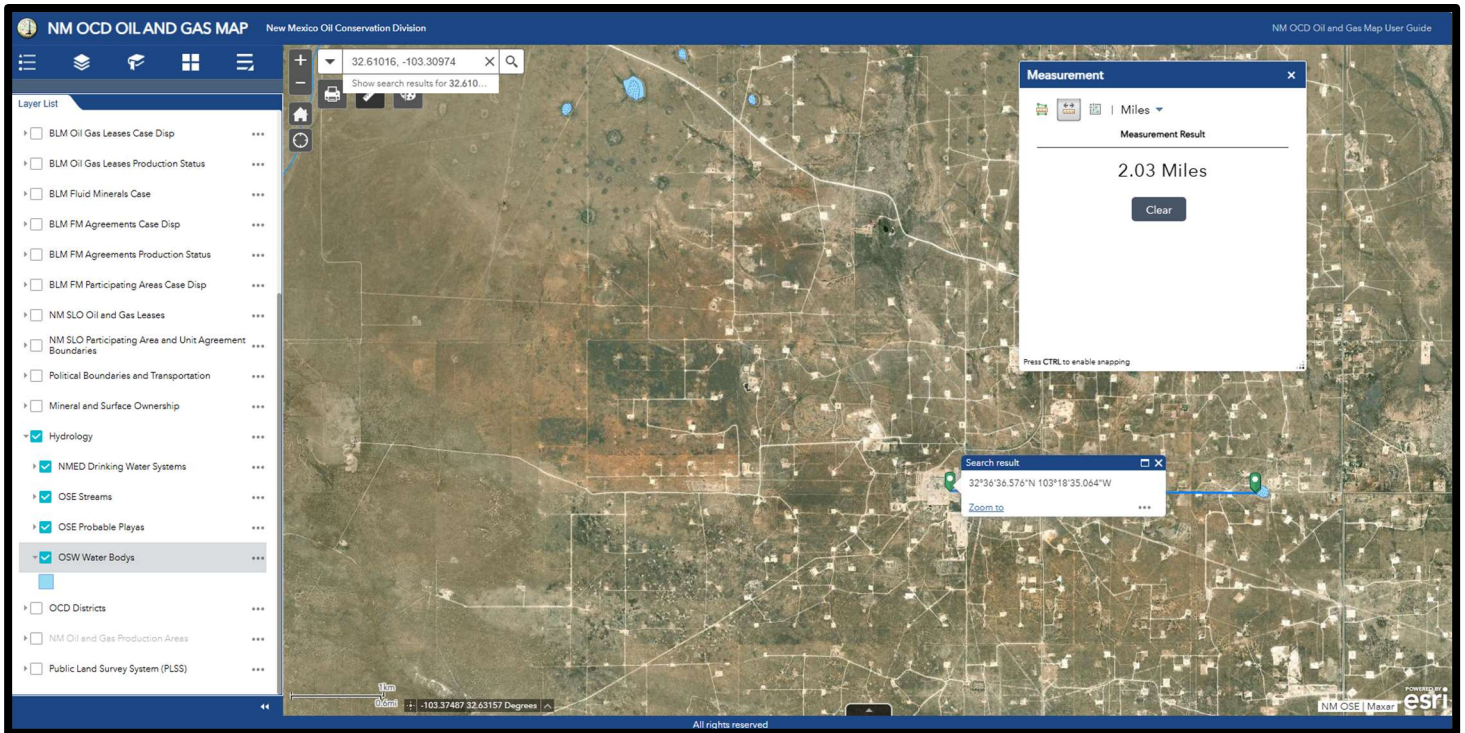 NM OCD OIL AND GAS MAP
New Mexico Oil Conservation Division
NM OCD Oil and Gas Map User Guide
Layer List
BLM Oil Gas Leases Case Disp
BLM Oil Gas Leases Production Status
BLM Fluid Minerals Case
BLM FM Agreements Case Disp
BLM FM Agreements Production Status
BLM FM Participating Areas Case Disp
NM SLO Oil and Gas Leases
NM SLO Participating Area and Unit Agreement
Boundaries
Political Boundaries and Transportation
Mineral and Surface Ownership
Hydrology
NMED Drinking Water Systems
OSE Streams
OSE Probable Playas
OSW Water Bodys
OCD Districts
NM Oil and Gas Production Areas
Public Land Survey System (PLSS)
32.61016, -103.30974
Show search results for 32.610...
Measurement
Miles
Measurement Result
2.03 Miles
Clear
Press CTRL to enable snapping
Search result
32°36'36.576"N 103°18'35.064"W
Zoom to
1km
0.6mi
-103.37487 32.63157 Degrees
NM OSE | Maxar
POWERED BY
esri
All rights reserved